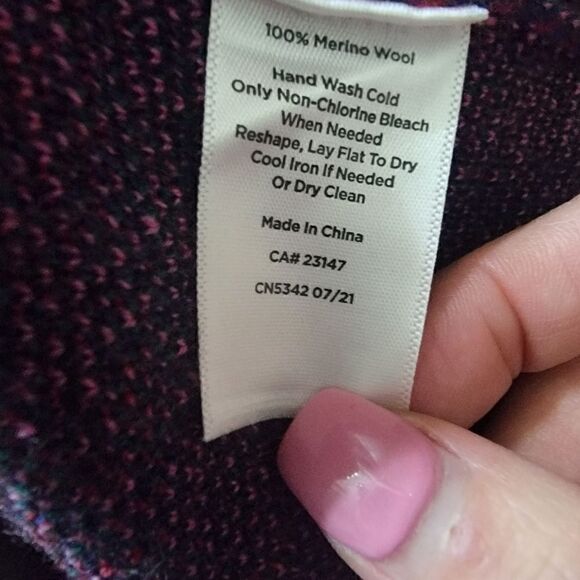 100% Merino Wool
Hand Wash Cold
Only Non-Chlorine Bleach
When Needed
Reshape, Lay Flat To Dry
Cool Iron If Needed
Or Dry Clean
Made In China
CA# 23147
CN5342 07/21